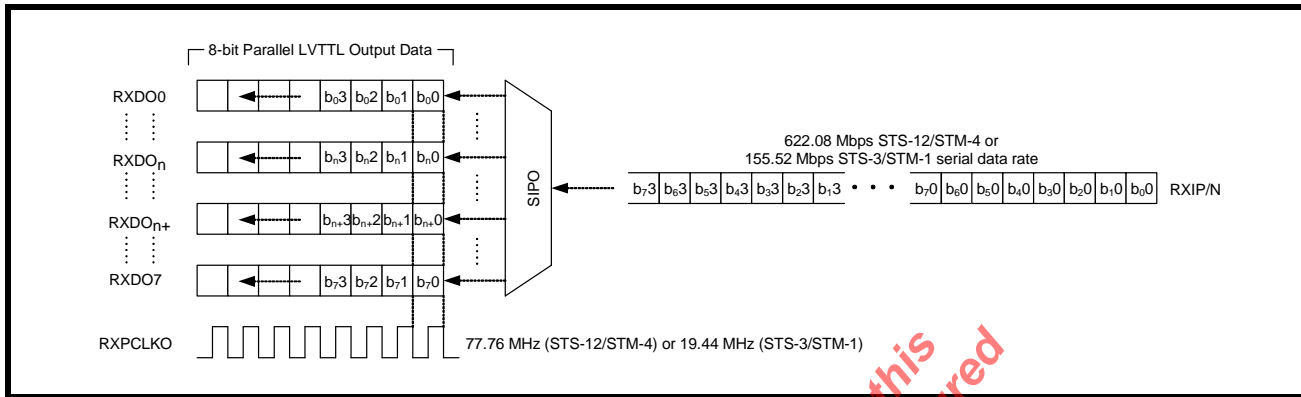 8-bit Parallel LVTTL Output Data
RXDO0
b₀3 b₀2 b₀1 b₀0
622.08 Mbps STS-12/STM-4 or
155.52 Mbps STS-3/STM-1 serial data rate
RXDOₙ
bₙ3 bₙ2 bₙ1 bₙ0
SIPO
b₇3 b₆3 b₅3 b₄3 b₃3 b₂3 b₁3 b₇0 b₆0 b₅0 b₄0 b₃0 b₂0 b₁0 b₀0 RXIP/N
RXDOₙ₊
bₙ₊3 bₙ₊2 bₙ₊1 bₙ₊0
RXDO7
b₇3 b₇2 b₇1 b₇0
RXPCLKO
77.76 MHz (STS-12/STM-4) or 19.44 MHz (STS-3/STM-1)
this